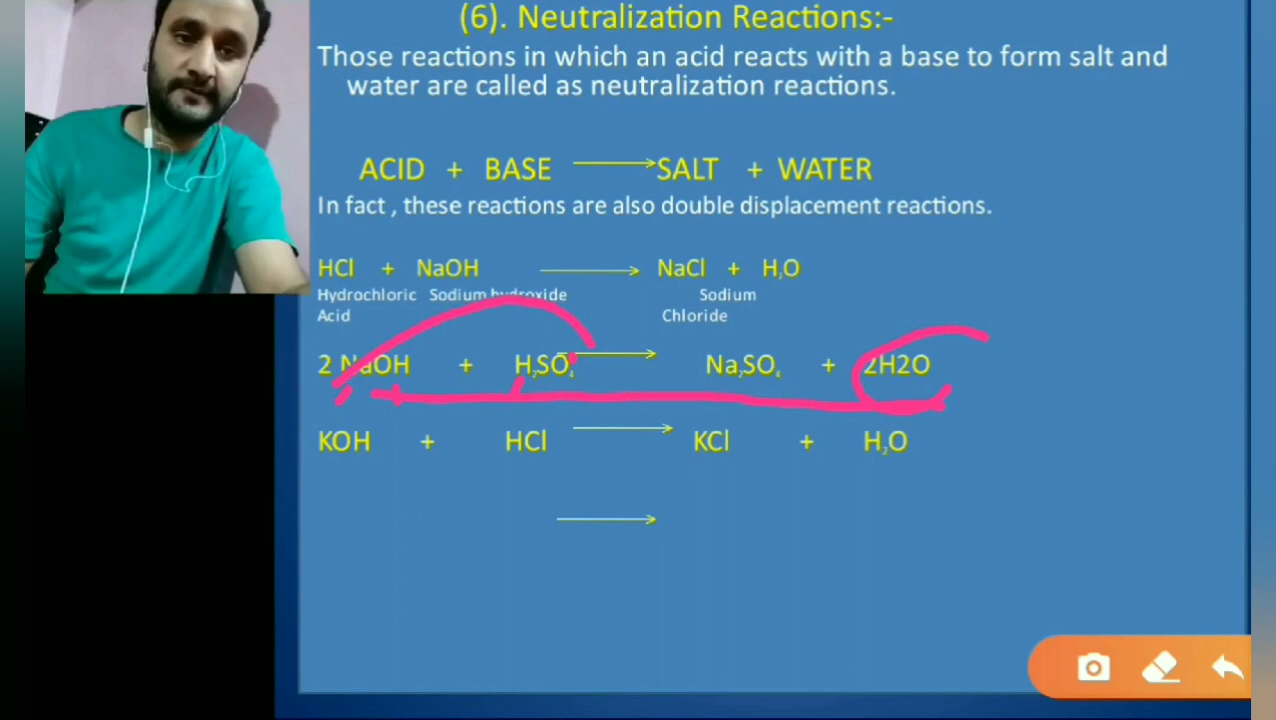 (6). Neutralization Reactions:-
Those reactions in which an acid reacts with a base to form salt and
water are called as neutralization reactions.
ACID + BASE → SALT + WATER
In fact , these reactions are also double displacement reactions.
HCl + NaOH → NaCl + H₂O
Hydrochloric Sodium hydroxide Sodium
Acid Chloride
2 NaOH + H₂SO₄ → Na₂SO₄ + 2H2O
KOH + HCl → KCl + H₂O
→